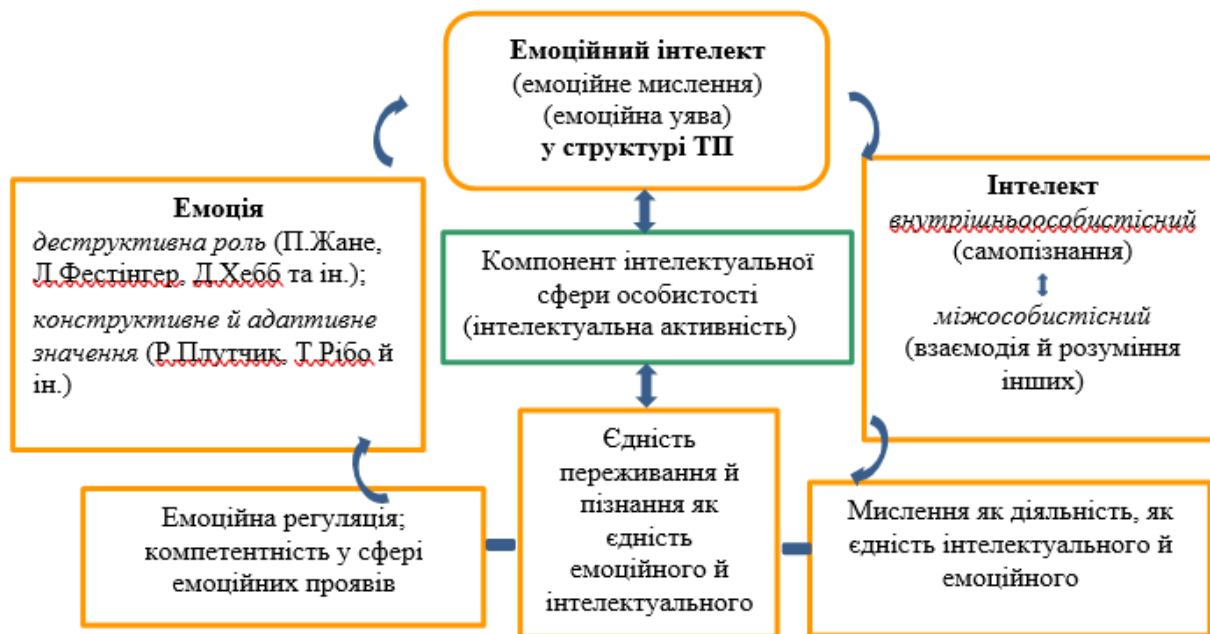 Емоційний інтелект
(емоційне мислення)
(емоційна уява)
у структурі ТП
Емоція
деструктивна роль (П.Жане,
Л.Фестінгер, Д.Хебб та ін.);
конструктивне й адаптивне
значення (Р.Плутчик, Т.Рібо й
ін.)
Компонент інтелектуальної
сфери особистості
(інтелектуальна активність)
Інтелект
внутрішньоособистісний
(самопізнання)
міжособистісний
(взаємодія й розуміння
інших)
Емоційна регуляція;
компетентність у сфері
емоційних проявів
Єдність
переживання й
пізнання як
єдність
емоційного й
інтелектуального
Мислення як діяльність, як
єдність інтелектуального й
емоційного